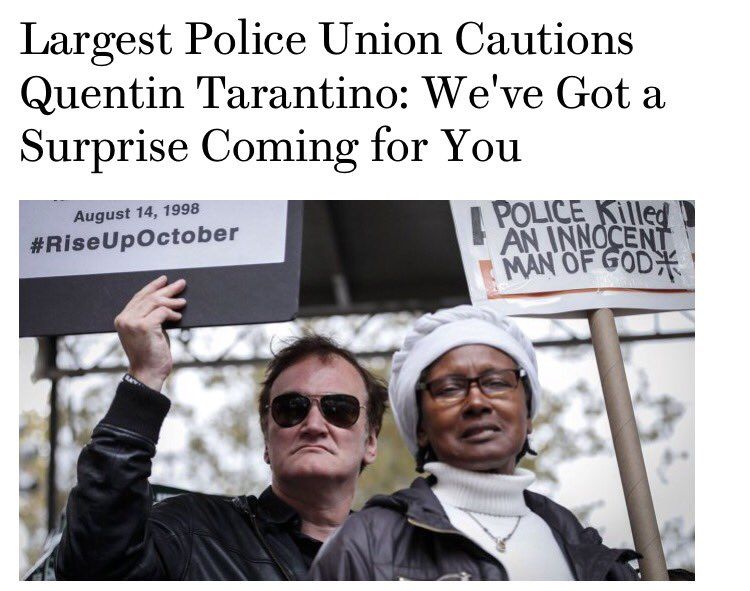 Largest Police Union Cautions
Quentin Tarantino: We've Got a
Surprise Coming for You
August 14, 1998
#RiseUpOctober
POLICE Killed
AN INNOCENT
MAN OF GOD